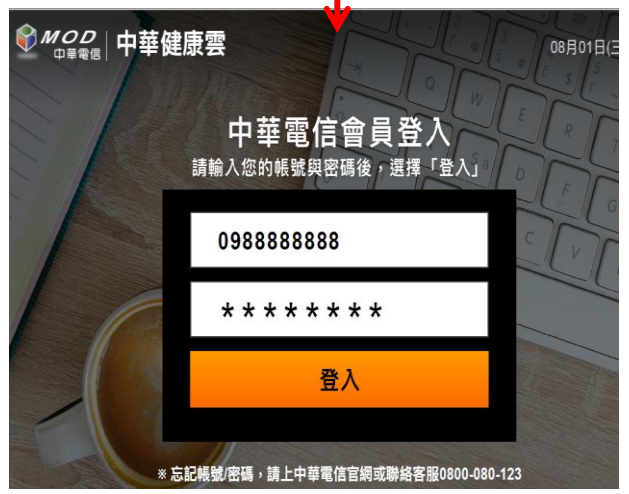 MOD
中華電信
中華健康雲
08月01日(三
中華電信會員登入
請輸入您的帳號與密碼後，選擇「登入」
0988888888
********
登入
※ 忘記帳號/密碼，請上中華電信官網或聯絡客服0800-080-123